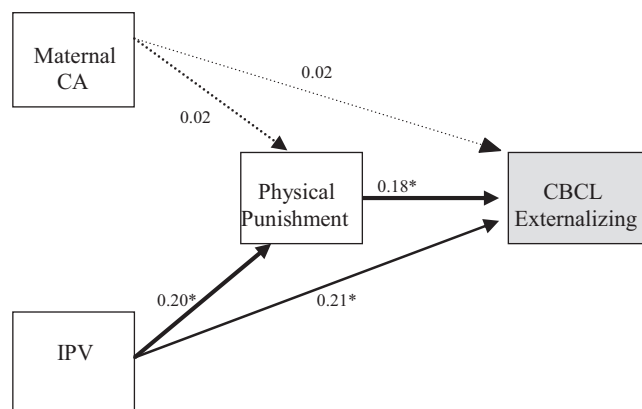 Maternal
CA
0.02
0.02
Physical
Punishment
0.18*
CBCL
Externalizing
0.20*
0.21*
IPV